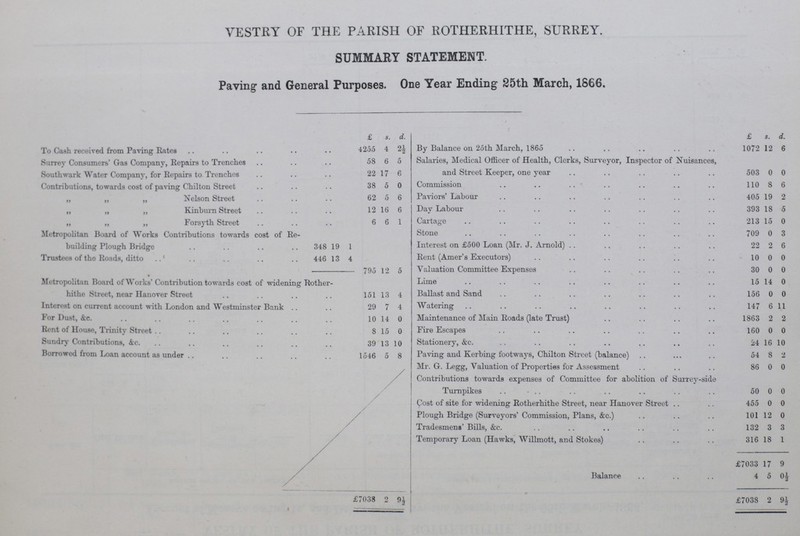 VESTRY OF THE PARISH OF ROTHERHITHE, SURREY.
SUMMARY STATEMENT.
Paving and General Purposes. One Year Ending 25th March, 1866.
£ s. d.
To Cash received from Paving Rates .. .. .. .. .. 4255 4 2½
Surrey Consumers' Gas Company, Repairs to Trenches .. .. .. 58 6 5
Southwark Water Company, for Repairs to Trenches .. .. .. 22 17 6
Contributions, towards cost of paving Chilton Street .. .. .. 38 5 0
,, ,, ,, Nelson Street .. .. .. 62 5 6
,, ,, ,, Kinburn Street .. .. .. 12 16 6
,, ,, ,, Forsyth Street .. .. .. 6 6 1
Metropolitan Board of Works Contributions towards cost of Re-
building Plough Bridge .. .. .. .. 348 19 1
Trustees of the Roads, ditto .. .. .. .. .. 446 13 4
795 12 5
Metropolitan Board of Works' Contribution towards cost of widening Rother-
hithe Street, near Hanover Street .. .. .. .. 151 13 4
Interest on current account with London and Westminster Bank .. .. 29 7 4
For Dust, &c. .. .. .. .. .. .. .. 10 14 0
Rent of House, Trinity Street .. .. .. .. .. .. 8 15 0
Sundry Contributions, &c. .. .. .. .. .. .. 39 13 10
Borrowed from Loan account as under .. .. .. .. .. 1546 5 8
£7038 2 9½
£ s. d.
By Balance on 25th March, 1865 .. .. .. .. .. 1072 12 6
Salaries, Medical Officer of Health, Clerks, Surveyor, Inspector of Nuisances,
and Street Keeper, one year .. .. .. .. .. 503 0 0
Commission .. .. .. .. .. .. .. 110 8 6
Paviors' Labour .. .. .. .. .. .. .. 405 19 2
Day Labour .. .. .. .. .. .. .. 393 18 5
Cartage .. .. .. .. .. .. .. .. 213 15 0
Stone .. .. .. .. .. .. .. .. 709 0 3
Interest on £500 Loan (Mr. J. Arnold) .. .. .. .. .. 22 2 6
Rent (Amer's Executors) .. .. .. .. .. .. 10 0 0
Valuation Committee Expenses .. .. .. .. .. 30 0 0
Lime .. .. .. .. .. .. .. .. 15 14 0
Ballast and Sand .. .. .. .. .. .. .. 156 0 0
Watering .. .. .. .. .. .. .. .. 147 6 11
Maintenance of Main Roads (late Trust) .. .. .. .. .. 1863 2 2
Fire Escapes .. .. .. .. .. .. .. 160 0 0
Stationery, &c. .. .. .. .. .. .. .. 24 16 10
Paving and Kerbing footways, Chilton Street (balance) .. .. .. 54 8 2
Mr. G. Legg, Valuation of Properties for Assessment .. .. .. 86 0 0
Contributions towards expenses of Committee for abolition of Surrey-side
Turnpikes .. .. .. .. .. .. .. 50 0 0
Cost of site for widening Rotherhithe Street, near Hanover Street .. .. 455 0 0
Plough Bridge (Surveyors' Commission, Plans, &c.) .. .. .. 101 12 0
Tradesmens' Bills, &c. .. .. .. .. .. .. 132 3 3
Temporary Loan (Hawks, Willmott, and Stokes) .. .. .. 316 18 1
£7033 17 9
Balance .. .. .. 4 5 0½
£7038 2 9½